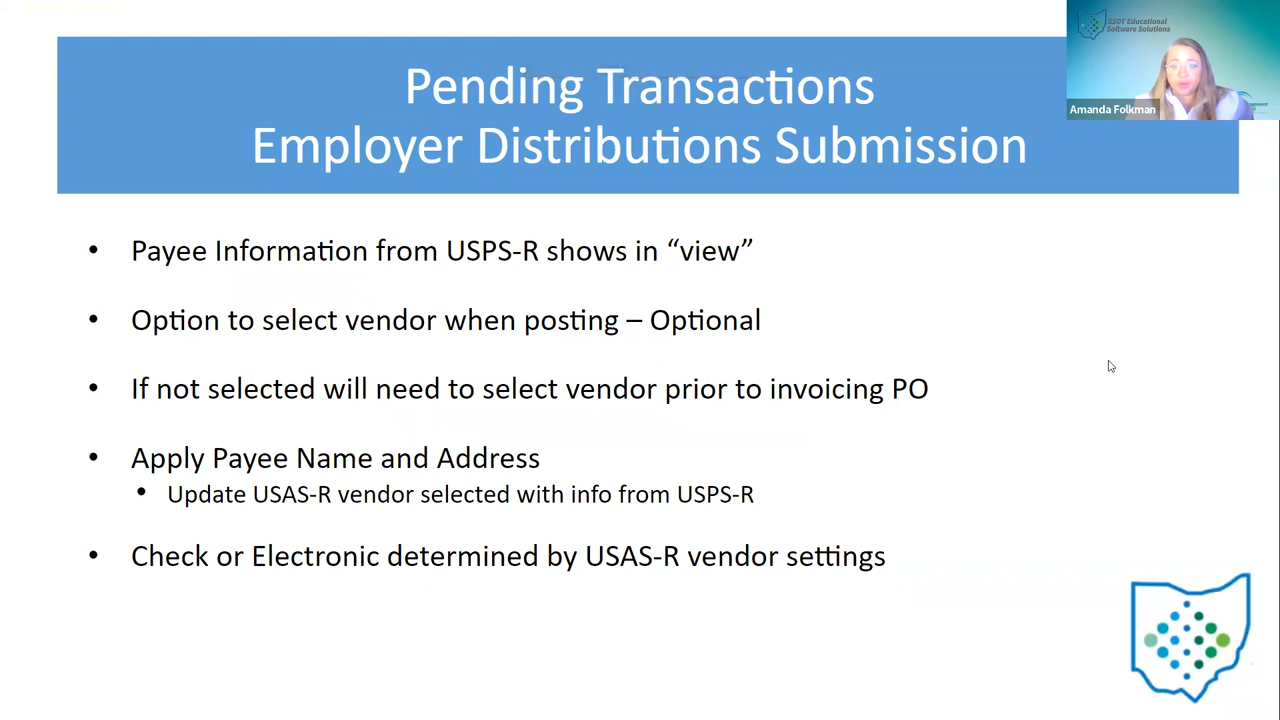 SSDT Educational
Software Solutions
Amanda Folkman
Pending Transactions
Employer Distributions Submission
• Payee Information from USPS-R shows in “view”
• Option to select vendor when posting – Optional
• If not selected will need to select vendor prior to invoicing PO
• Apply Payee Name and Address
• Update USAS-R vendor selected with info from USPS-R
• Check or Electronic determined by USAS-R vendor settings